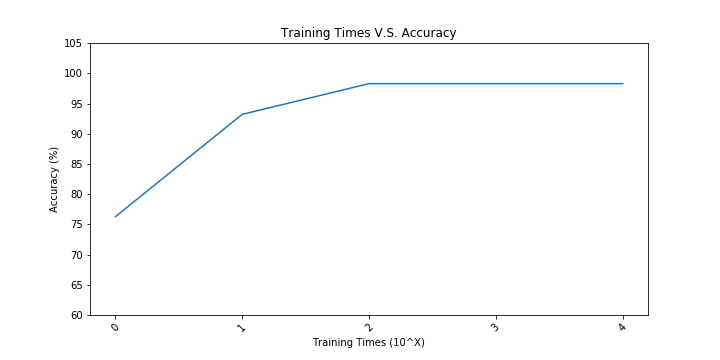 Training Times V.S. Accuracy
105
100
95
90
85
80
75
70
65
60
Accuracy (%)
0 1 2 3 4
Training Times (10^X)